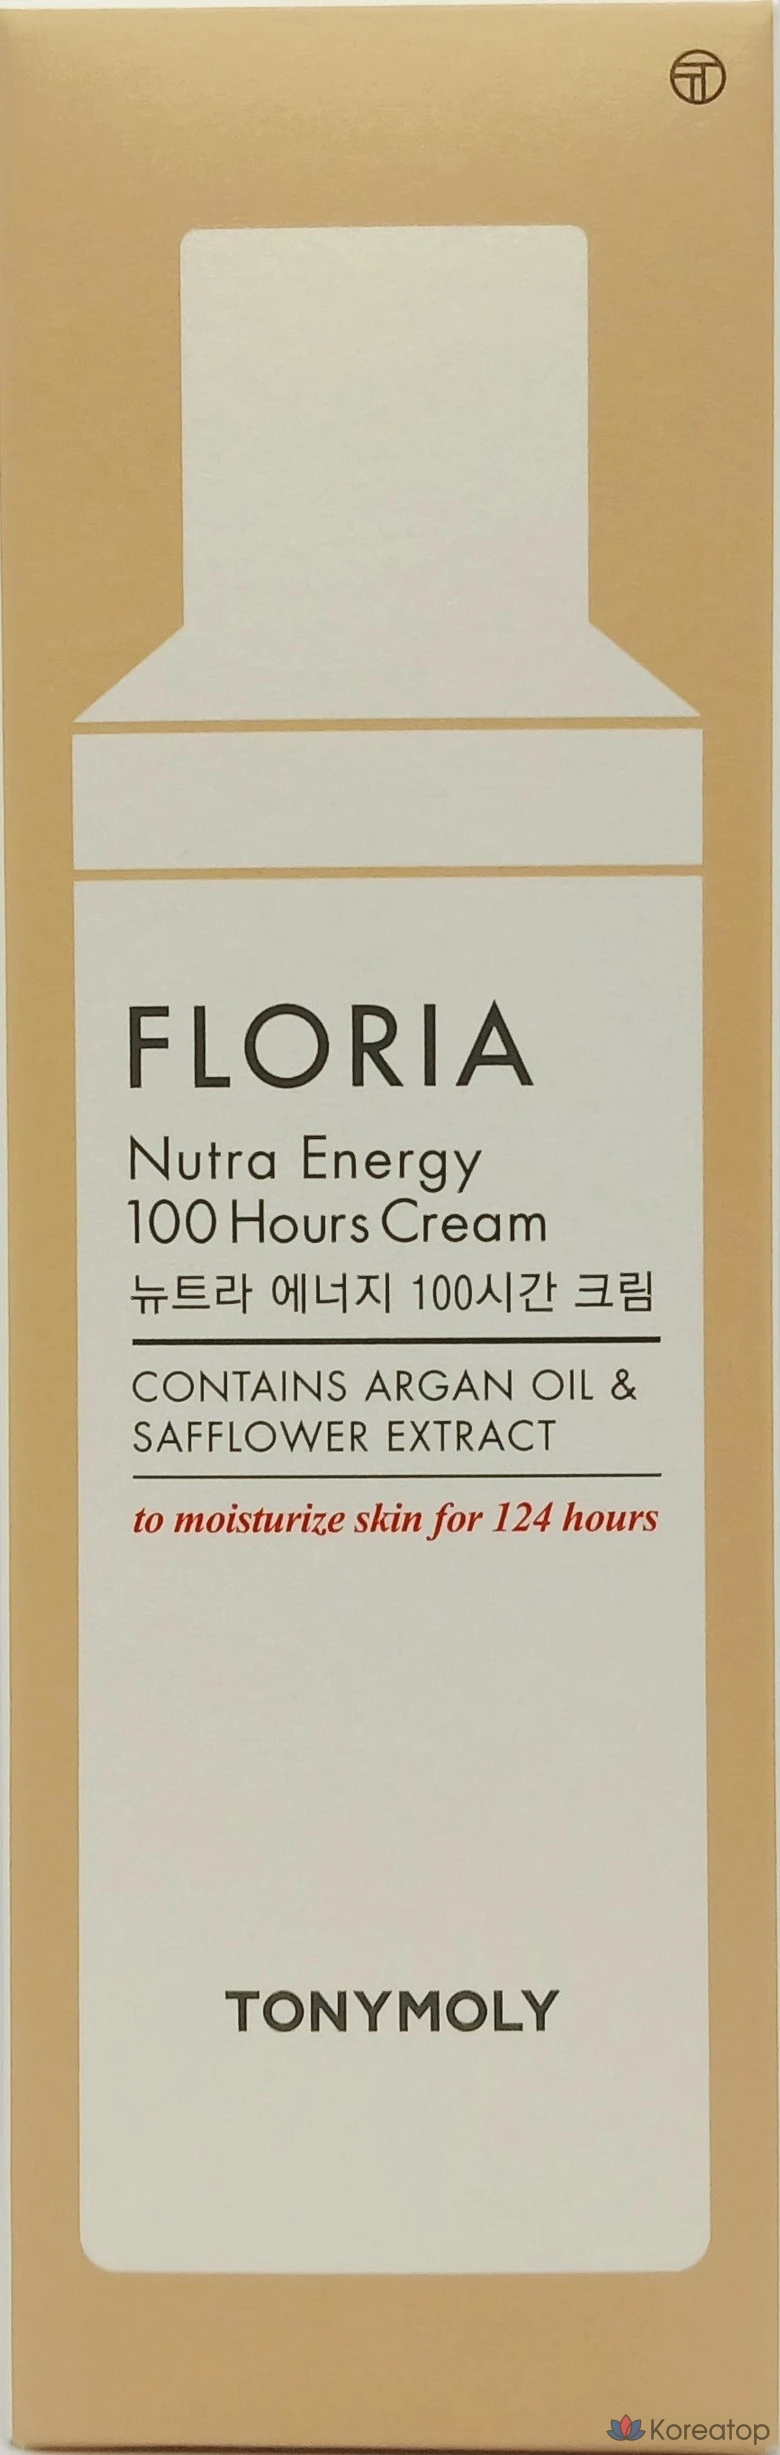 FLORIA
Nutra Energy
100 Hours Cream
뉴트라 에너지 100시간 크림
CONTAINS ARGAN OIL &
SAFFLOWER EXTRACT
to moisturize skin for 124 hours
TONYMOLY
Koreatop